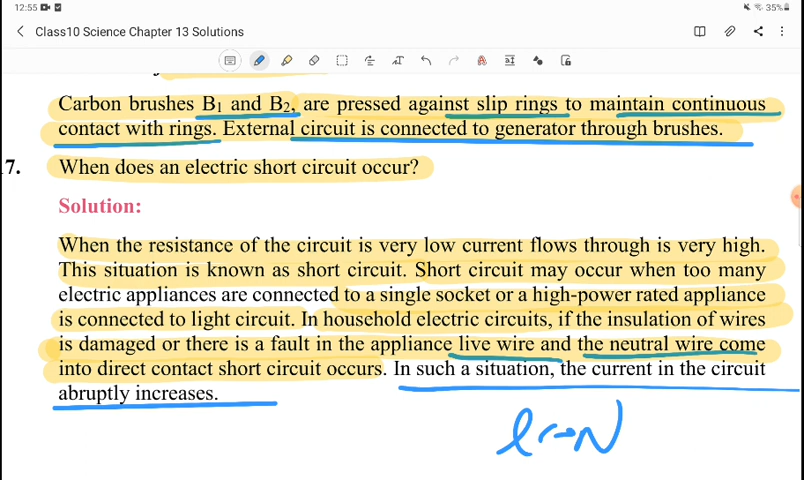 12:55
35%
Class10 Science Chapter 13 Solutions
Carbon brushes B₁ and B₂, are pressed against slip rings to maintain continuous
contact with rings. External circuit is connected to generator through brushes.
7. When does an electric short circuit occur?
Solution:
When the resistance of the circuit is very low current flows through is very high.
This situation is known as short circuit. Short circuit may occur when too many
electric appliances are connected to a single socket or a high-power rated appliance
is connected to light circuit. In household electric circuits, if the insulation of wires
is damaged or there is a fault in the appliance live wire and the neutral wire come
into direct contact short circuit occurs. In such a situation, the current in the circuit
abruptly increases.